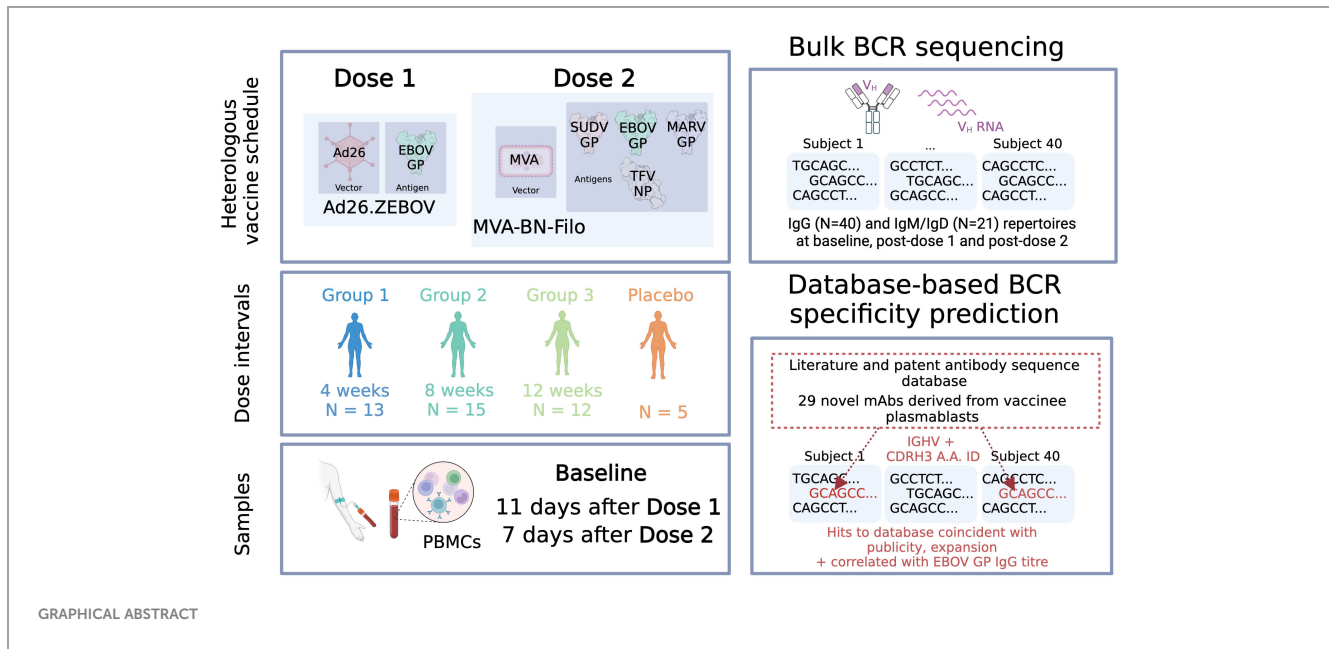 Heterologous
vaccine schedule
Dose 1
Ad26
Vector
EBOV
GP
Antigen
Ad26.ZEBOV
Dose 2
MVA
Vector
SUDV
GP
EBOV
GP
MARV
GP
Antigens
TFV
NP
MVA-BN-Filo
Dose intervals
Group 1
4 weeks
N = 13
Group 2
8 weeks
N = 15
Group 3
12 weeks
N = 12
Placebo
N = 5
Samples
PBMCs
Baseline
11 days after Dose 1
7 days after Dose 2
Bulk BCR sequencing
VH
VH RNA
Subject 1 ... Subject 40
TGCAGC... GCCTCT... CAGCCTC...
GCAGCC... TGCAGC... GCAGCC...
CAGCCT... GCAGCC... CAGCCT...
IgG (N=40) and IgM/IgD (N=21) repertoires
at baseline, post-dose 1 and post-dose 2
Database-based BCR
specificity prediction
Literature and patent antibody sequence
database
29 novel mAbs derived from vaccinee
plasmablasts
IGHV +
CDRH3 A.A. ID
Subject 1 Subject 40
TGCAGC... GCCTCT... CAGCCTC...
GCAGCC... TGCAGC... GCAGCC...
CAGCCT... GCAGCC... CAGCCT...
Hits to database coincident with
publicity, expansion
+ correlated with EBOV GP IgG titre
GRAPHICAL ABSTRACT